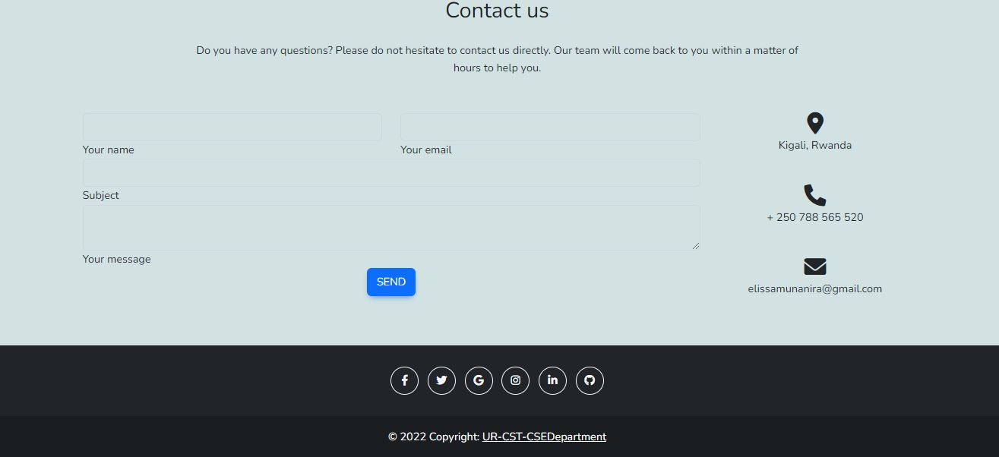 Contact us
Do you have any questions? Please do not hesitate to contact us directly. Our team will come back to you within a matter of
hours to help you.
Your name
Your email
Subject
Your message
SEND
Kigali, Rwanda
+ 250 788 565 520
elissamunanira@gmail.com
© 2022 Copyright: UR-CST-CSEDepartment